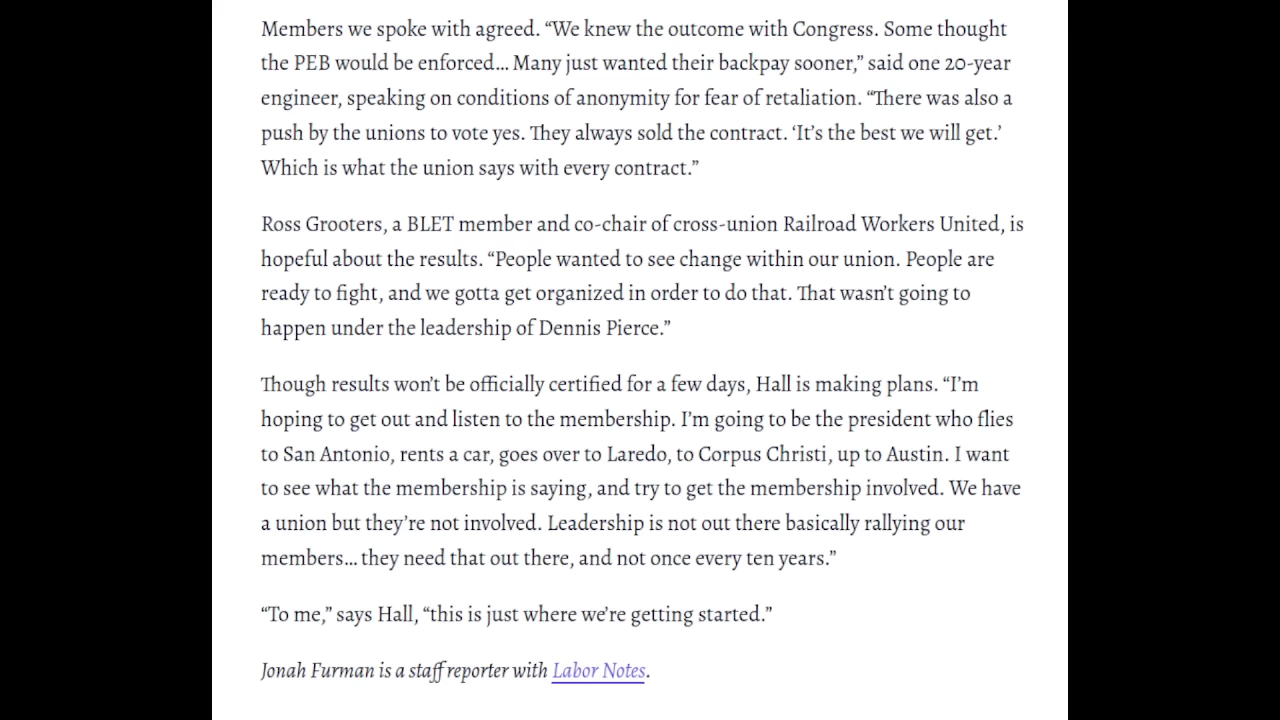 Members we spoke with agreed. “We knew the outcome with Congress. Some thought
the PEB would be enforced... Many just wanted their backpay sooner,” said one 20-year
engineer, speaking on conditions of anonymity for fear of retaliation. “There was also a
push by the unions to vote yes. They always sold the contract. ‘It’s the best we will get.’
Which is what the union says with every contract.”
Ross Grooters, a BLET member and co-chair of cross-union Railroad Workers United, is
hopeful about the results. “People wanted to see change within our union. People are
ready to fight, and we gotta get organized in order to do that. That wasn’t going to
happen under the leadership of Dennis Pierce.”
Though results won’t be officially certified for a few days, Hall is making plans. “I’m
hoping to get out and listen to the membership. I’m going to be the president who flies
to San Antonio, rents a car, goes over to Laredo, to Corpus Christi, up to Austin. I want
to see what the membership is saying, and try to get the membership involved. We have
a union but they’re not involved. Leadership is not out there basically rallying our
members... they need that out there, and not once every ten years.”
“To me,” says Hall, “this is just where we’re getting started.”
Jonah Furman is a staff reporter with Labor Notes.